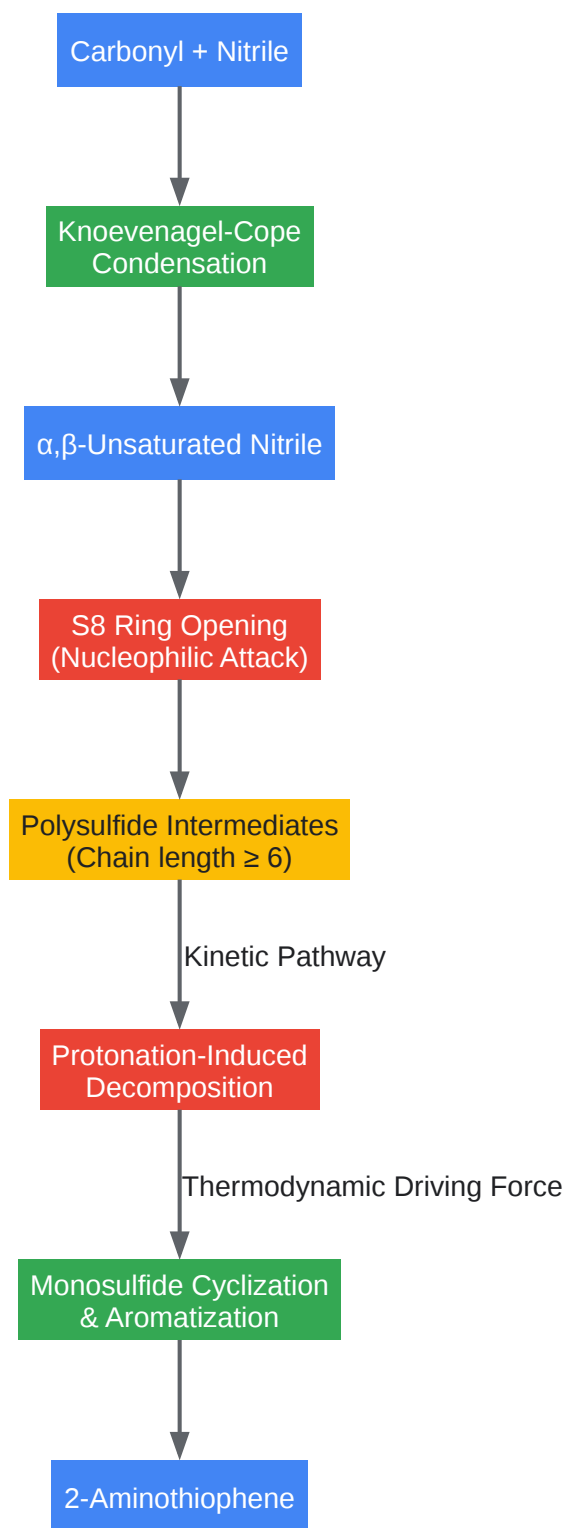 Carbonyl + Nitrile
Knoevenagel-Cope
Condensation
α,β-Unsaturated Nitrile
S8 Ring Opening
(Nucleophilic Attack)
Polysulfide Intermediates
(Chain length ≥ 6)
Kinetic Pathway
Protonation-Induced
Decomposition
Thermodynamic Driving Force
Monosulfide Cyclization
& Aromatization
2-Aminothiophene